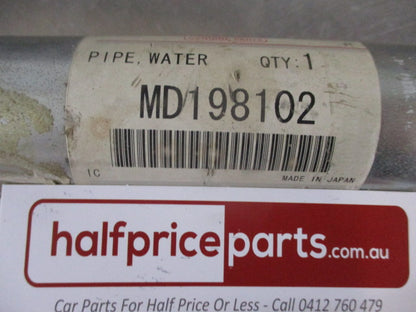 PIPE, WATER QTY: 1
MD198102
IC MADE IN JAPAN
halfpriceparts.com.au
Car Parts For Half Price Or Less - Call 0412 760 479